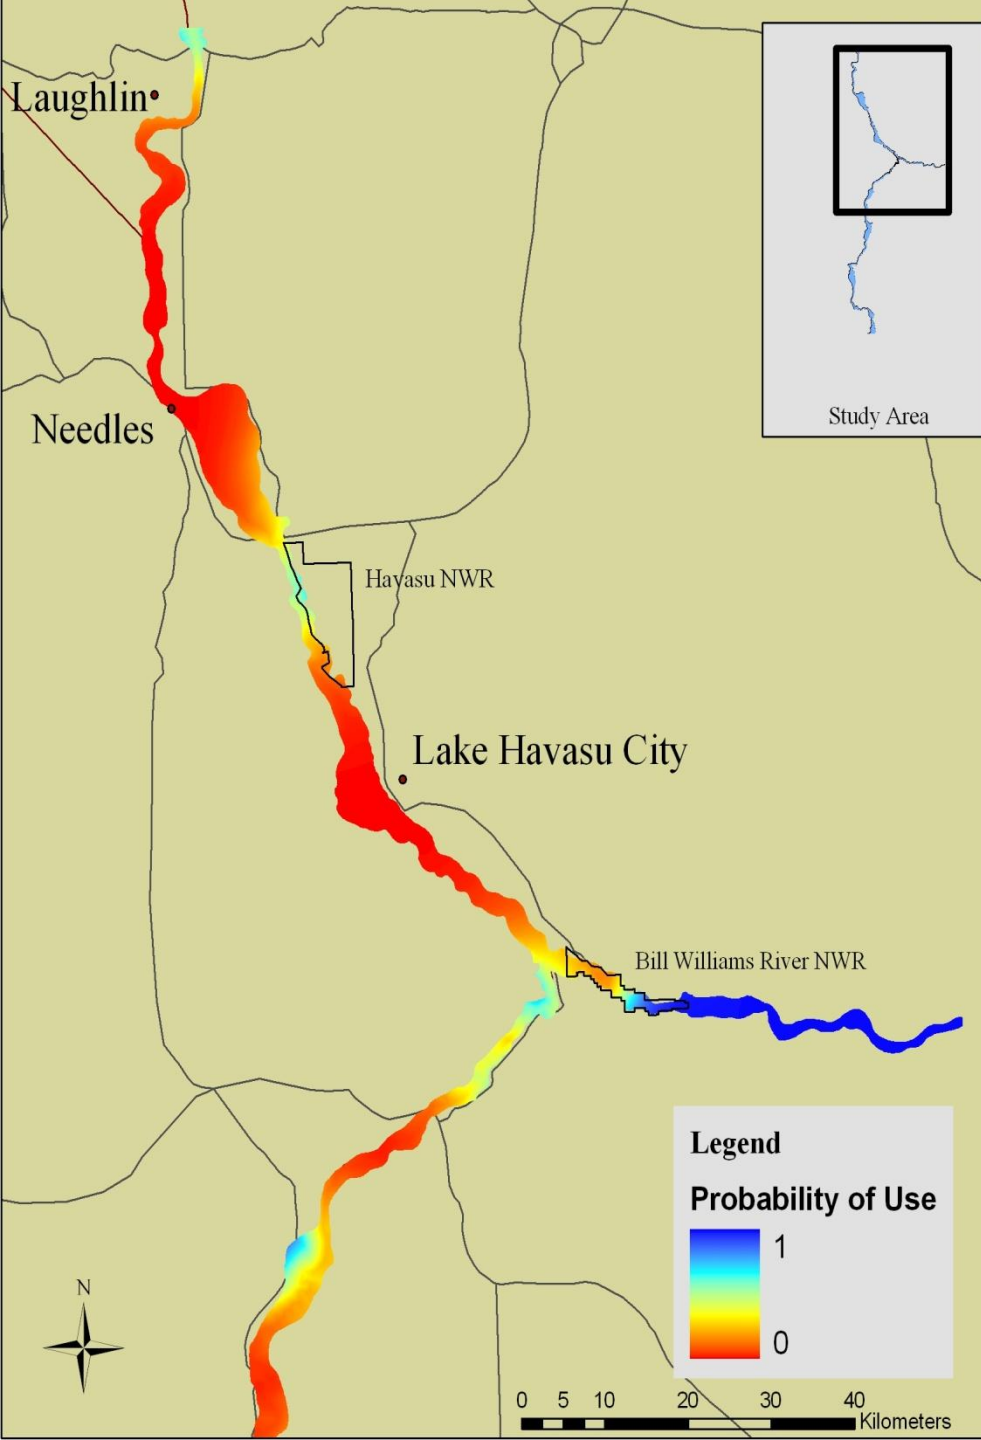 Laughlin
Study Area
Needles
Havasu NWR
Lake Havasu City
Bill Williams River NWR
Legend
Probability of Use
1
0
N
0 5 10 20 30 40
Kilometers